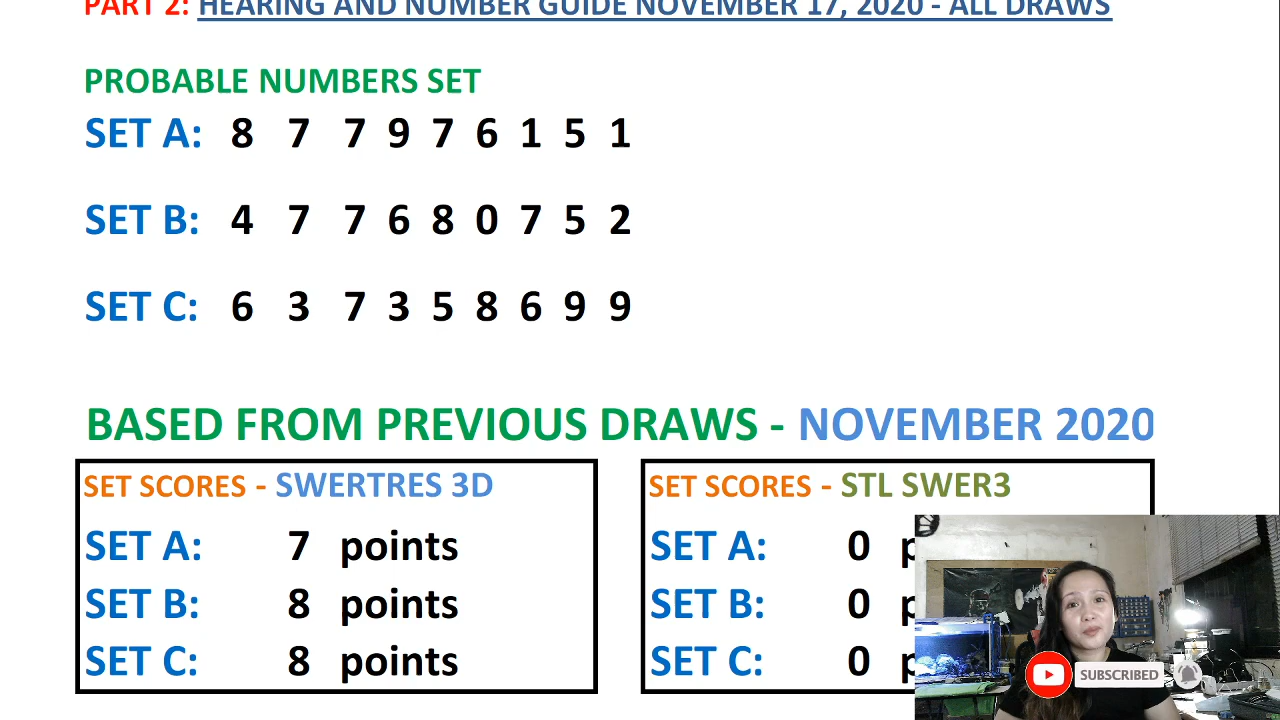 PART 2: HEARING AND NUMBER GUIDE NOVEMBER 17, 2020 - ALL DRAWS
PROBABLE NUMBERS SET
SET A: 8 7 7 9 7 6 1 5 1
SET B: 4 7 7 6 8 0 7 5 2
SET C: 6 3 7 3 5 8 6 9 9
BASED FROM PREVIOUS DRAWS - NOVEMBER 2020
SET SCORES - SWERTRES 3D
SET A: 7 points
SET B: 8 points
SET C: 8 points
SET SCORES - STL SWER3
SET A: 0 p
SET B: 0 p
SET C: 0 p
SUBSCRIBED